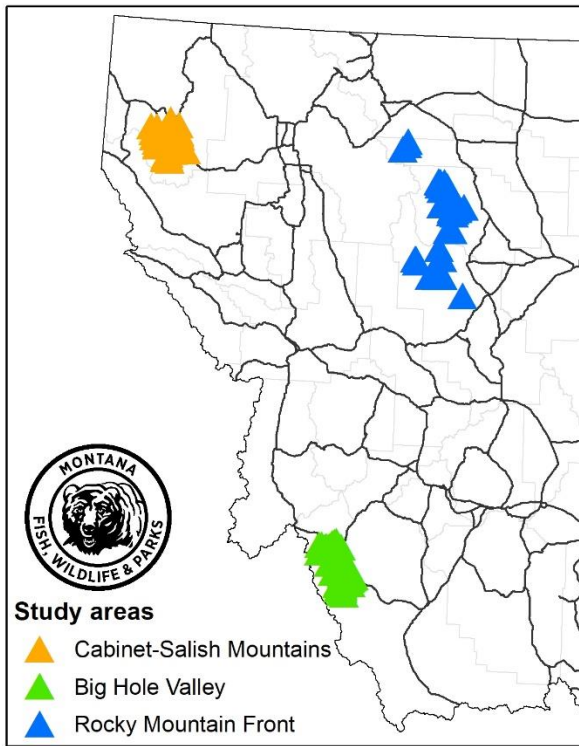 MONTANA
FISH, WILDLIFE & PARKS
Study areas
Cabinet-Salish Mountains
Big Hole Valley
Rocky Mountain Front